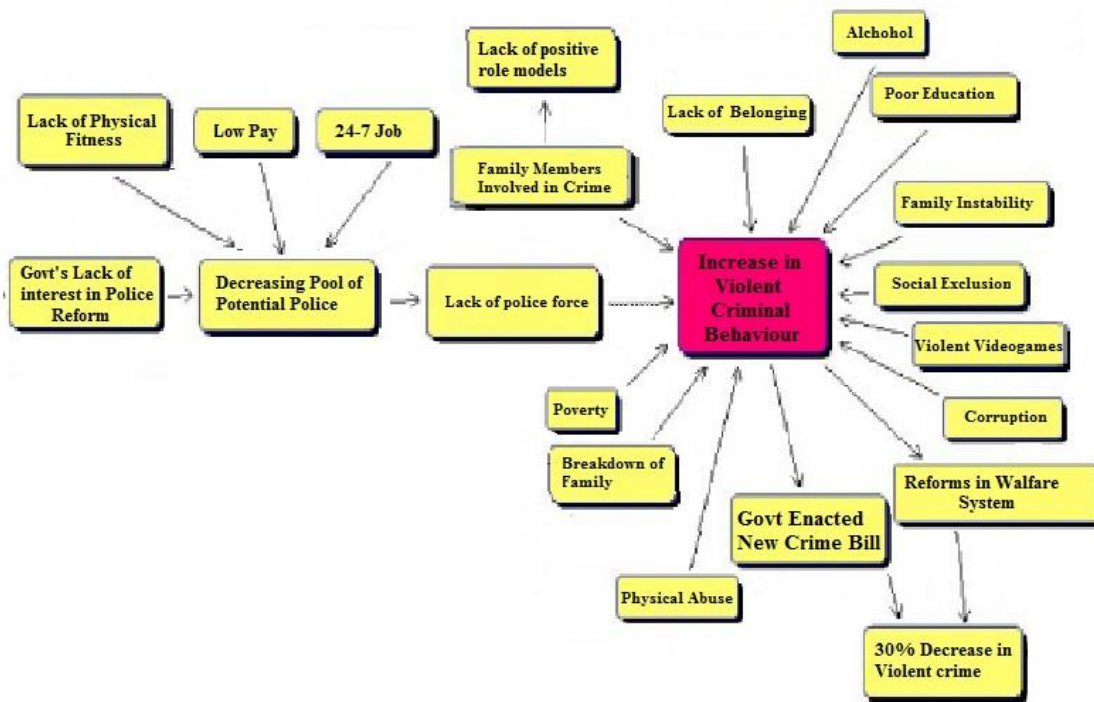 Alchohol
Lack of positive
role models
Poor Education
Lack of Belonging
Lack of Physical
Fitness
Low Pay
24-7 Job
Family Members
Involved in Crime
Family Instability
Govt's Lack of
interest in Police
Reform
Decreasing Pool of
Potential Police
Lack of police force
Increase in
Violent
Criminal
Behaviour
Social Exclusion
Violent Videogames
Poverty
Corruption
Breakdown of
Family
Reforms in Welfare
System
Govt Enacted
New Crime Bill
Physical Abuse
30% Decrease in
Violent crime